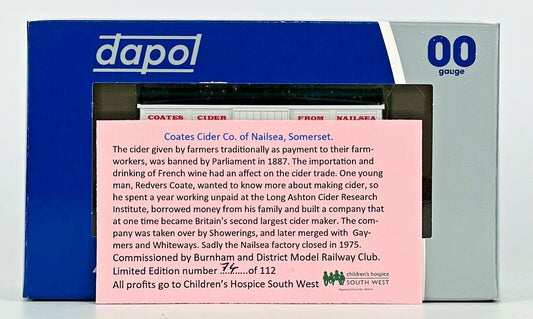 dapol
00
gauge
COATES CIDER FROM NAILSEA
Coates Cider Co. of Nailsea, Somerset.
The cider given by farmers traditionally as payment to their farm-
workers, was banned by Parliament in 1887. The importation and
drinking of French wine had an affect on the cider trade. One young
man, Redvers Coate, wanted to know more about making cider, so
he spent a year working unpaid at the Long Ashton Cider Research
Institute, borrowed money from his family and built a company that
at one time became Britain's second largest cider maker. The com-
pany was taken over by Showerings, and later merged with Gay-
mers and Whiteways. Sadly the Nailsea factory closed in 1975.
Commissioned by Burnham and District Model Railway Club.
Limited Edition number ...74...of 112
All profits go to Children's Hospice South West
children's hospice
SOUTH WEST